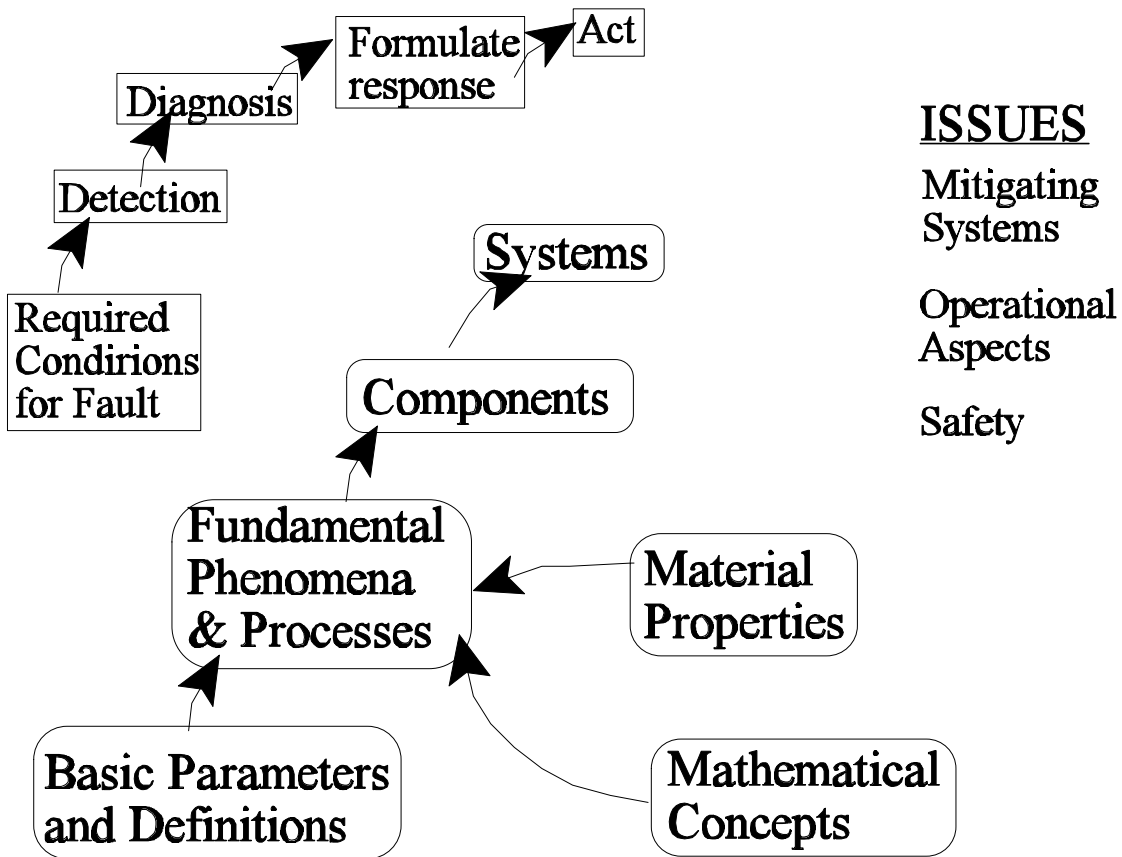 Formulate
response
Act
Diagnosis
Detection
Required
Condirions
for Fault
ISSUES
Mitigating
Systems
Operational
Aspects
Safety
Systems
Components
Fundamental
Phenomena
& Processes
Material
Properties
Basic Parameters
and Definitions
Mathematical
Concepts